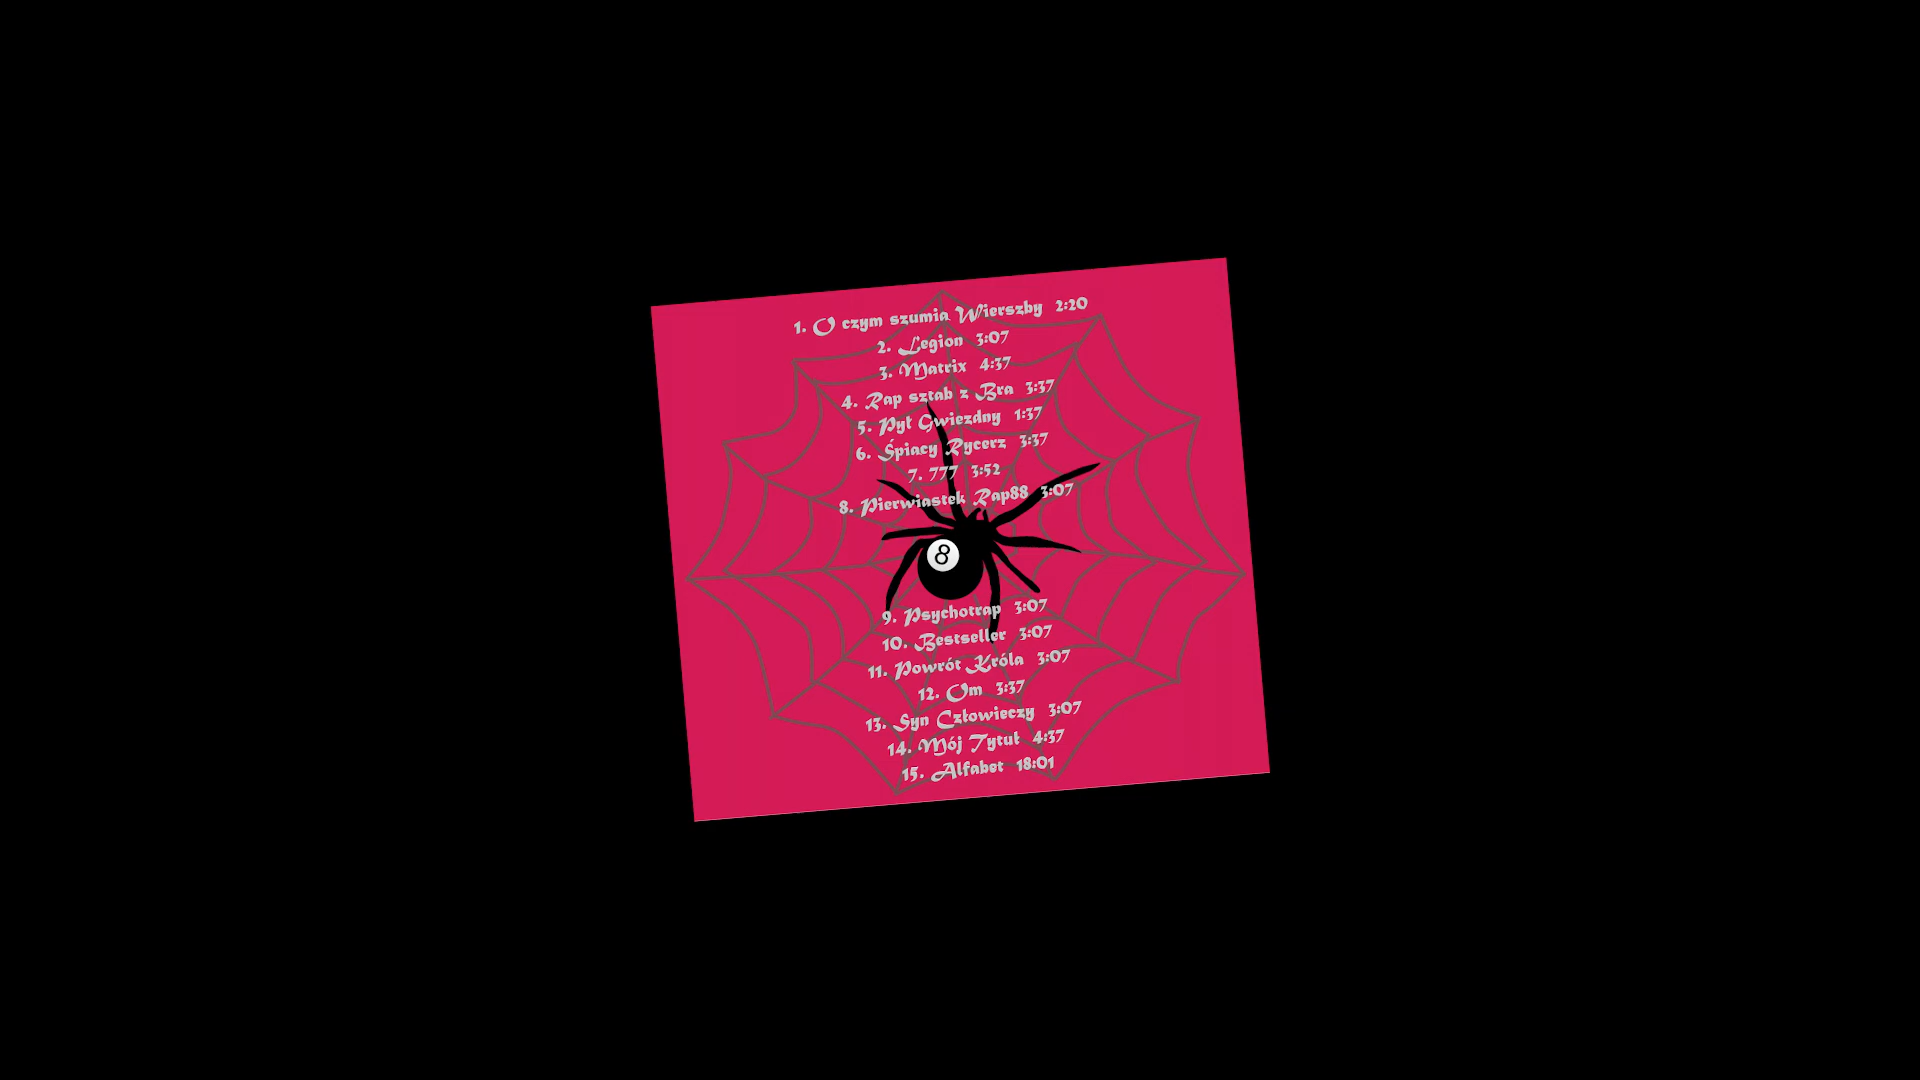 1. O czym szumią Wierszby 2:20
2. Legion 3:07
3. Matrix 4:37
4. Rap sztab z Bra 3:37
5. Pył Gwiezdny 1:37
6. Śpiący Rycerz 3:37
7. 777 3:52
8. Pierwiastek Rap88 3:07
8
9. Psychotrap 3:07
10. Bestseller 3:07
11. Powrót Króla 3:07
12. Om 3:37
13. Syn Człowieczy 3:07
14. Mój Tytuł 4:37
15. Alfabet 18:01